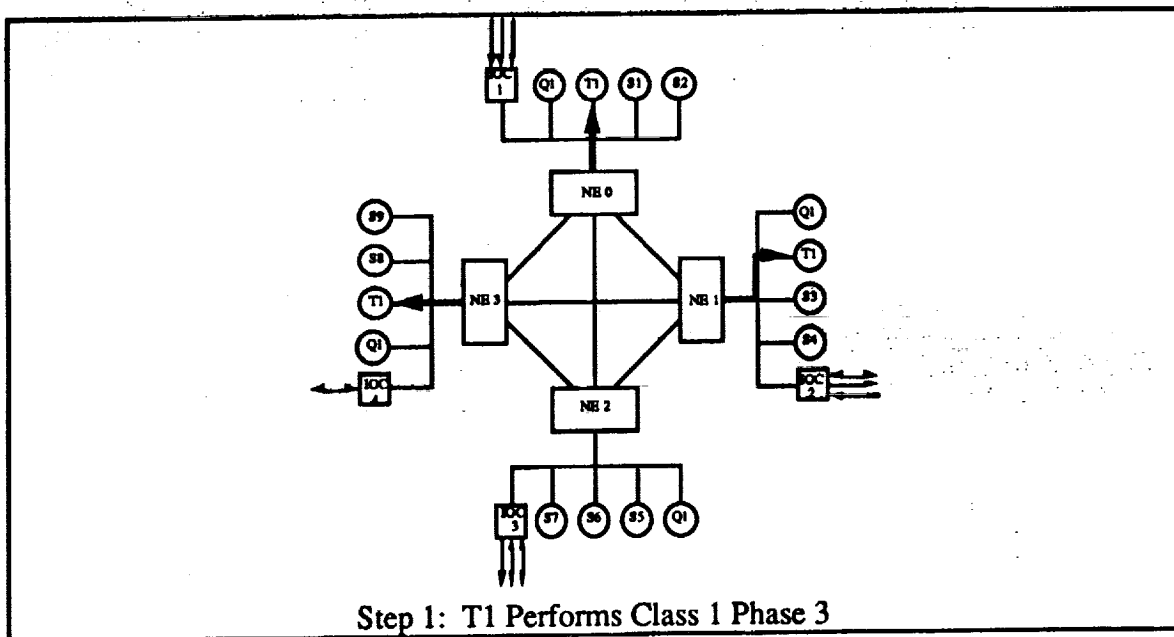 IOC
1
Q1
T1
S1
S2
NE 0
S9
S8
T1
Q1
IOC
4
NE 3
NE 1
Q1
T1
S3
S4
IOC
2
NE 2
IOC
3
S7
S6
S5
Q1
Step 1: T1 Performs Class 1 Phase 3